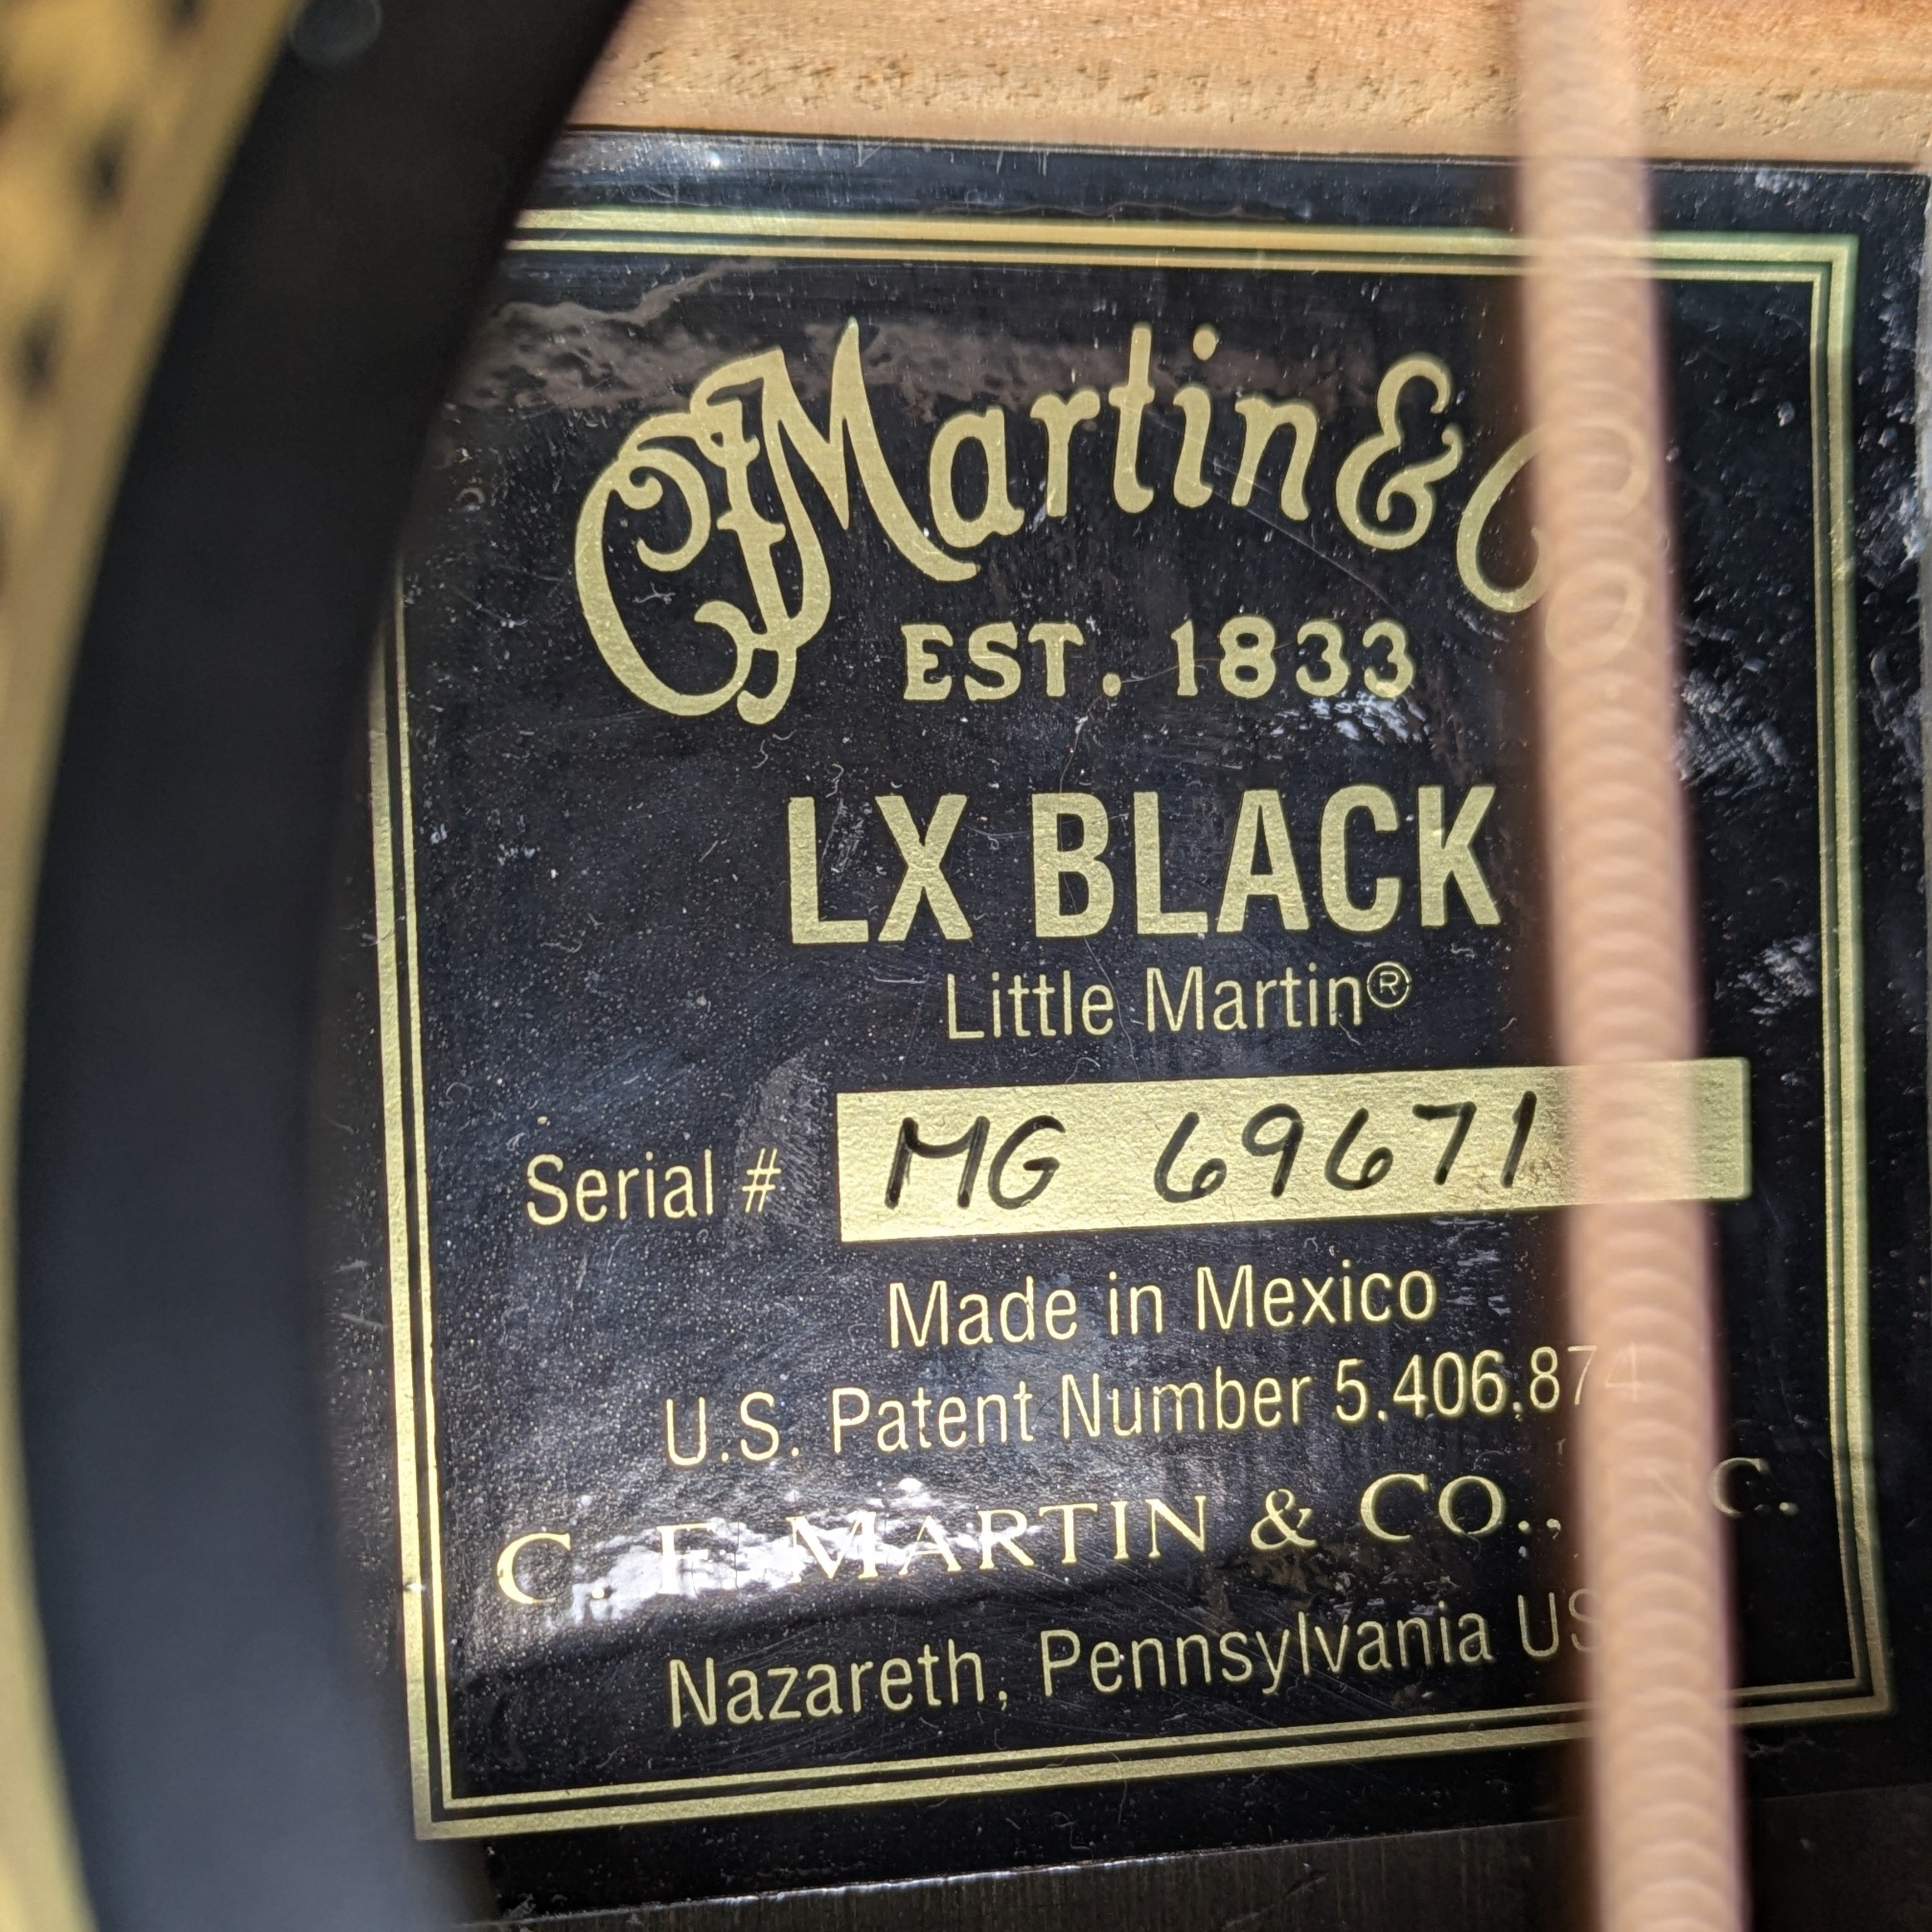 CFMartin & Co
EST. 1833
LX BLACK
Little Martin®
Serial # MG 69671
Made in Mexico
U.S. Patent Number 5,406,874
C. F. MARTIN & CO.,
Nazareth, Pennsylvania